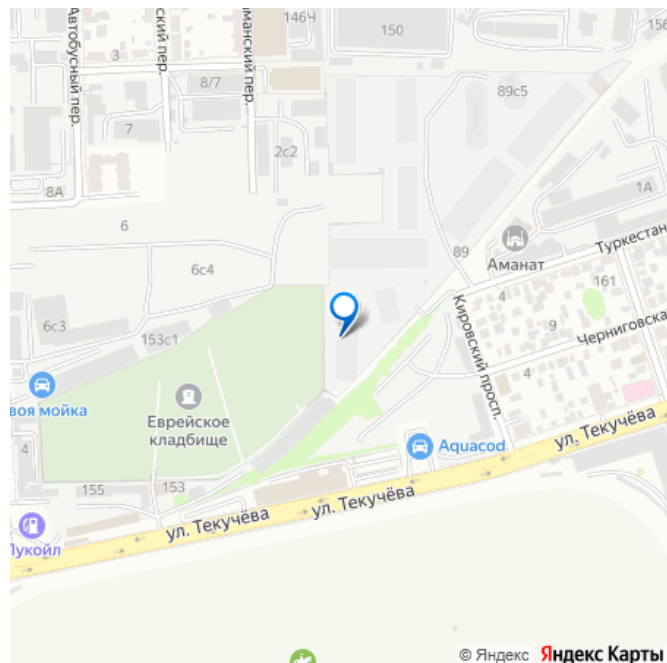 146Ч
150
Автобусный пер.
ский пер.
манский пер.
3
8/7
89с5
7
2с2
8А
1А
6
Аманат
Туркестан
89
6с4
161
4
Кировский просп.
9
Черниговска
6с3
153с1
4
воя мойка
Еврейское
кладбище
Aquacod
ул. Текучёва
4
155
153
ул. Текучёва
ул. Текучёва
Лукойл
© Яндекс Яндекс Карты